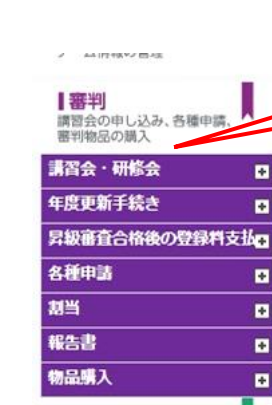 審判
講習会の申し込み、各種申請、
審判物品の購入
講習会・研修会
年度更新手続き
昇級審査合格後の登録料支払
各種申請
割当
報告書
物品購入